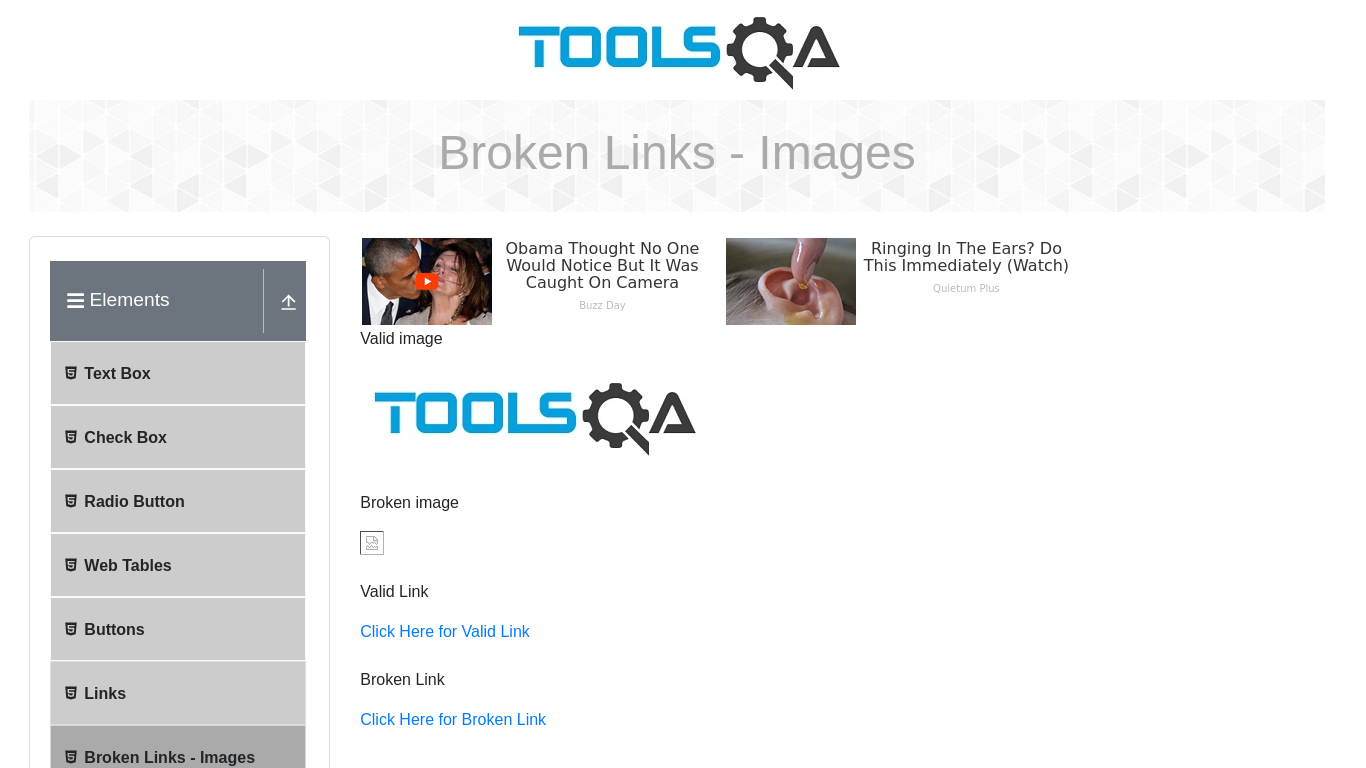 TOOLSQA
Broken Links - Images
Elements
Text Box
Check Box
Radio Button
Web Tables
Buttons
Links
Broken Links - Images
Obama Thought No One
Would Notice But It Was
Caught On Camera
Buzz Day
Ringing In The Ears? Do
This Immediately (Watch)
Quietum Plus
Valid image
TOOLSQA
Broken image
Valid Link
Click Here for Valid Link
Broken Link
Click Here for Broken Link